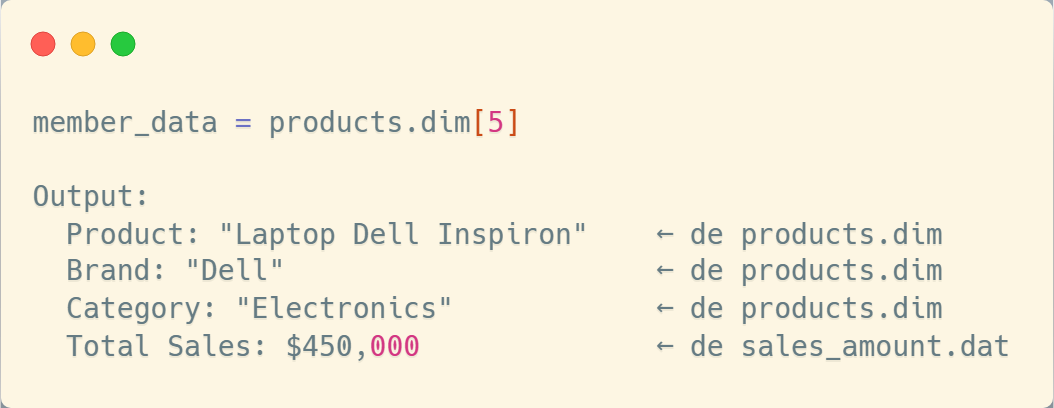 member_data = products.dim[5]
Output:
Product: "Laptop Dell Inspiron" ← de products.dim
Brand: "Dell" ← de products.dim
Category: "Electronics" ← de products.dim
Total Sales: $450,000 ← de sales_amount.dat